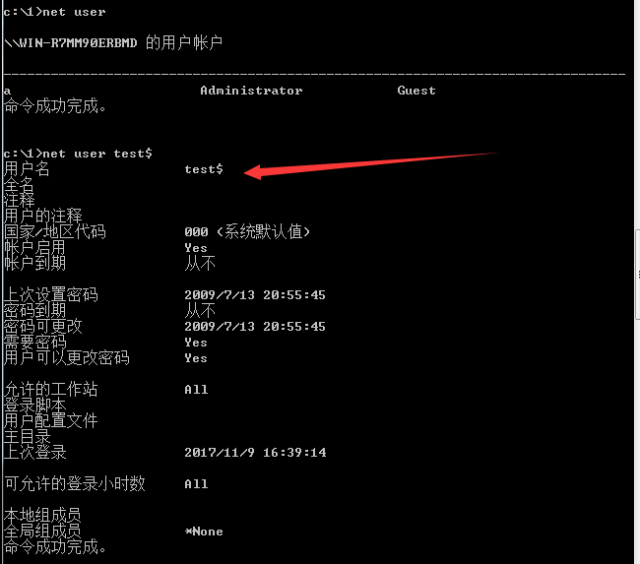 c:\1>net user
\\WIN-R7MM90ERBMD 的用户帐户
-------------------------------------------------------------------------------
a                        Administrator            Guest
命令成功完成。
c:\1>net user test$
用户名                 test$
全名
注释
用户的注释
国家/地区代码          000 (系统默认值)
帐户启用               Yes
帐户到期               从不
上次设置密码           2009/7/13 20:55:45
密码到期               从不
密码可更改             2009/7/13 20:55:45
需要密码               Yes
用户可以更改密码       Yes
允许的工作站           All
登录脚本
用户配置文件
主目录
上次登录               2017/11/9 16:39:14
可允许的登录小时数     All
本地组成员
全局组成员             *None
命令成功完成。